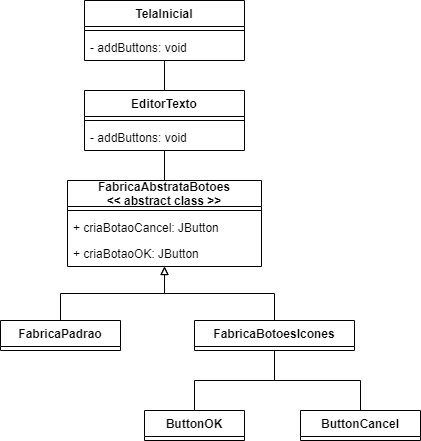 TelaInicial
- addButtons: void
EditorTexto
- addButtons: void
FabricaAbstrataBotoes
<< abstract class >>
+ criaBotaoCancel: JButton
+ criaBotaoOK: JButton
FabricaPadrao
FabricaBotoesIcones
ButtonOK
ButtonCancel